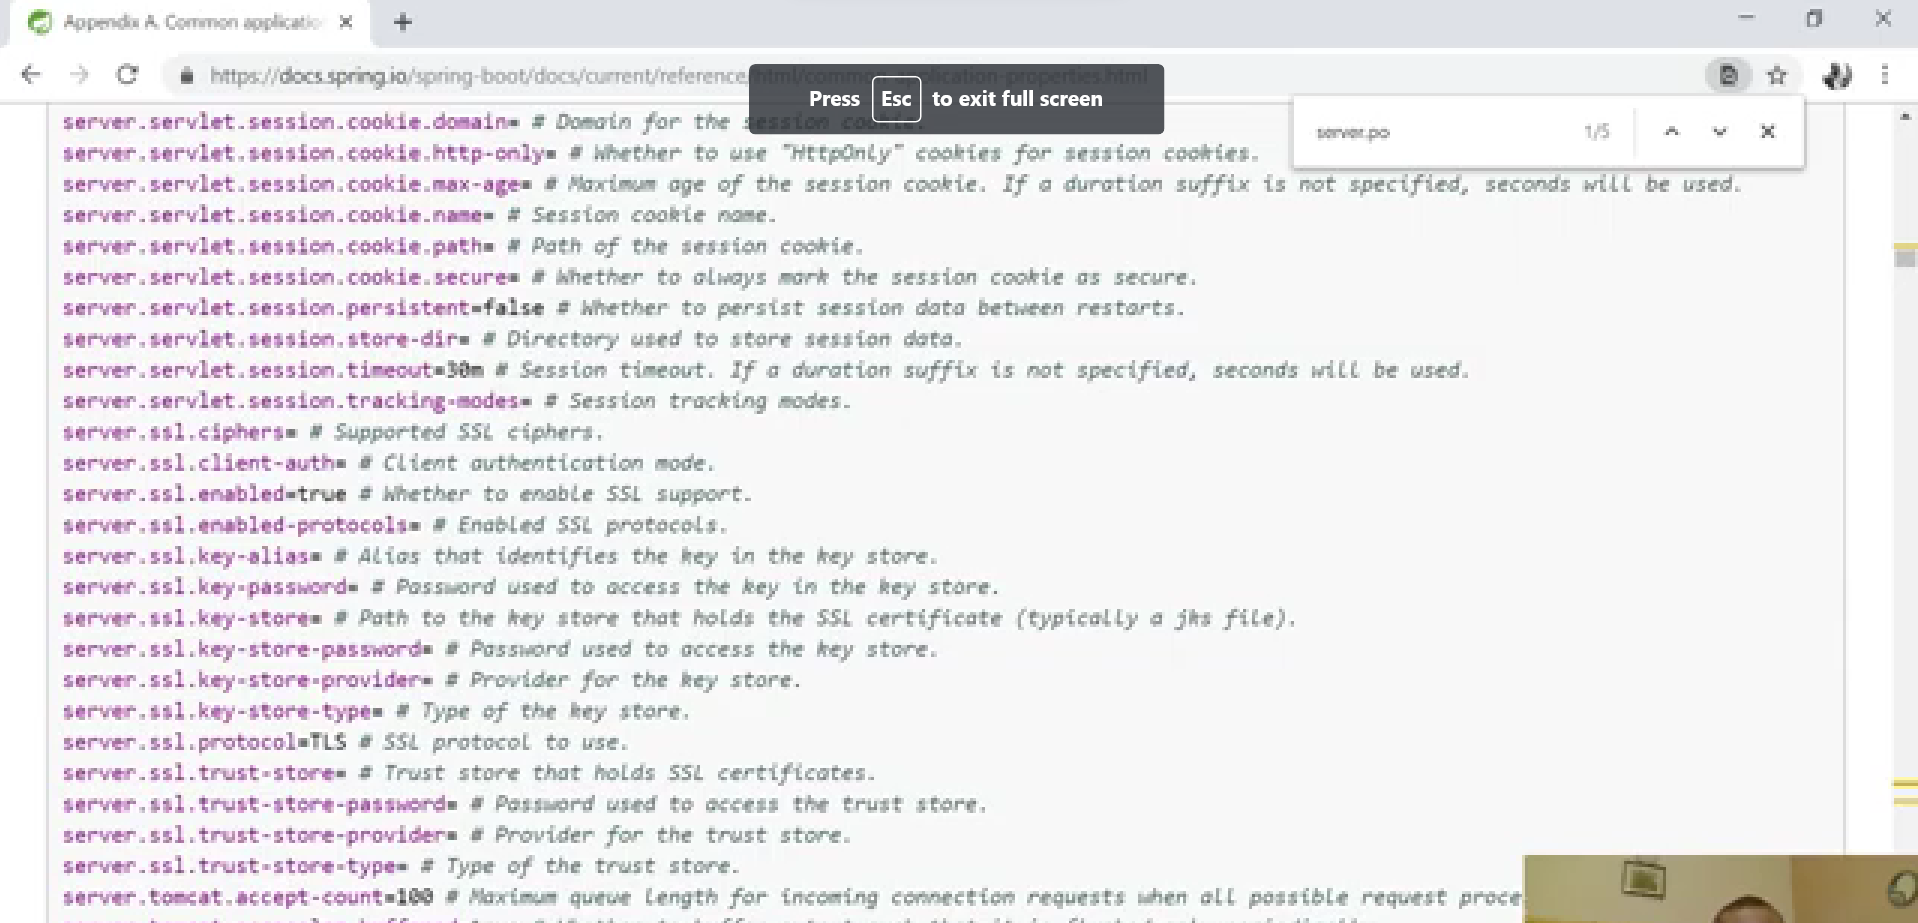 Appendix A. Common applicatio
https://docs.spring.io/spring-boot/docs/current/reference/html/common-application-properties.html
Press Esc to exit full screen
server.po 1/5
server.servlet.session.cookie.domain= # Domain for the session cookie.
server.servlet.session.cookie.http-only= # Whether to use "HttpOnly" cookies for session cookies.
server.servlet.session.cookie.max-age= # Maximum age of the session cookie. If a duration suffix is not specified, seconds will be used.
server.servlet.session.cookie.name= # Session cookie name.
server.servlet.session.cookie.path= # Path of the session cookie.
server.servlet.session.cookie.secure= # Whether to always mark the session cookie as secure.
server.servlet.session.persistent=false # Whether to persist session data between restarts.
server.servlet.session.store-dir= # Directory used to store session data.
server.servlet.session.timeout=30m # Session timeout. If a duration suffix is not specified, seconds will be used.
server.servlet.session.tracking-modes= # Session tracking modes.
server.ssl.ciphers= # Supported SSL ciphers.
server.ssl.client-auth= # Client authentication mode.
server.ssl.enabled=true # Whether to enable SSL support.
server.ssl.enabled-protocols= # Enabled SSL protocols.
server.ssl.key-alias= # Alias that identifies the key in the key store.
server.ssl.key-password= # Password used to access the key in the key store.
server.ssl.key-store= # Path to the key store that holds the SSL certificate (typically a jks file).
server.ssl.key-store-password= # Password used to access the key store.
server.ssl.key-store-provider= # Provider for the key store.
server.ssl.key-store-type= # Type of the key store.
server.ssl.protocol=TLS # SSL protocol to use.
server.ssl.trust-store= # Trust store that holds SSL certificates.
server.ssl.trust-store-password= # Password used to access the trust store.
server.ssl.trust-store-provider= # Provider for the trust store.
server.ssl.trust-store-type= # Type of the trust store.
server.tomcat.accept-count=100 # Maximum queue length for incoming connection requests when all possible request proce